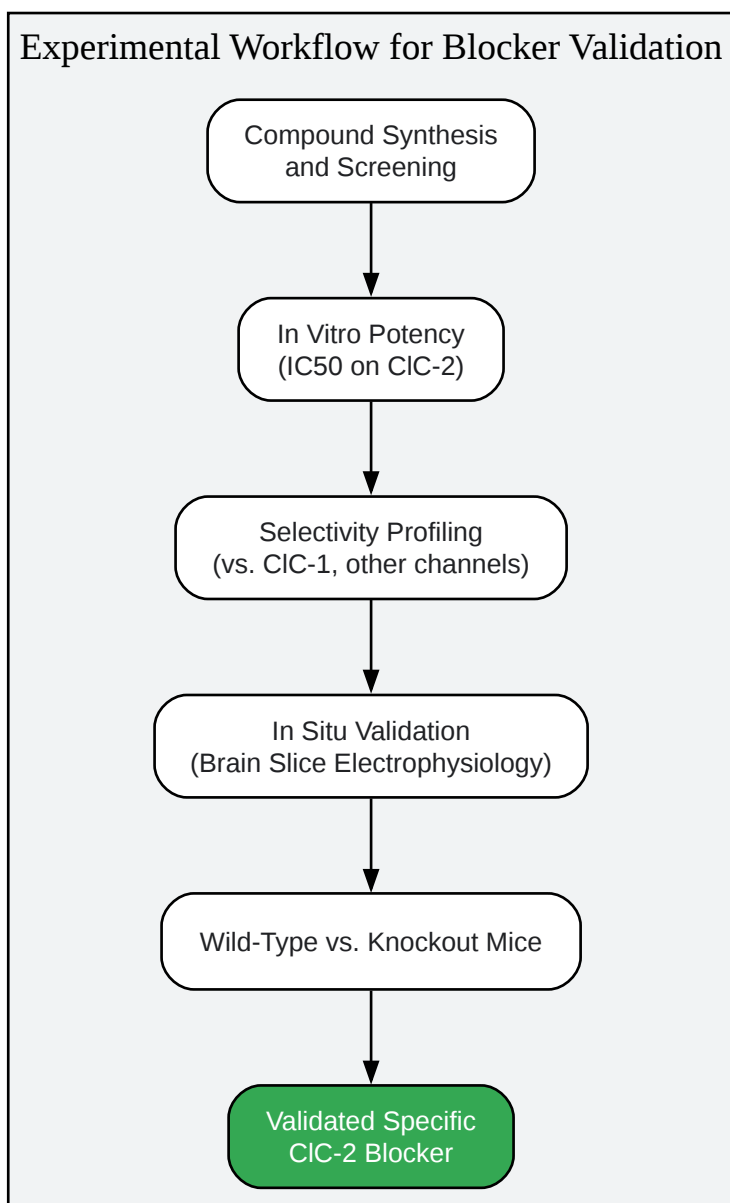 Experimental Workflow for Blocker Validation
Compound Synthesis
and Screening
In Vitro Potency
(IC50 on ClC-2)
Selectivity Profiling
(vs. ClC-1, other channels)
In Situ Validation
(Brain Slice Electrophysiology)
Wild-Type vs. Knockout Mice
Validated Specific
ClC-2 Blocker